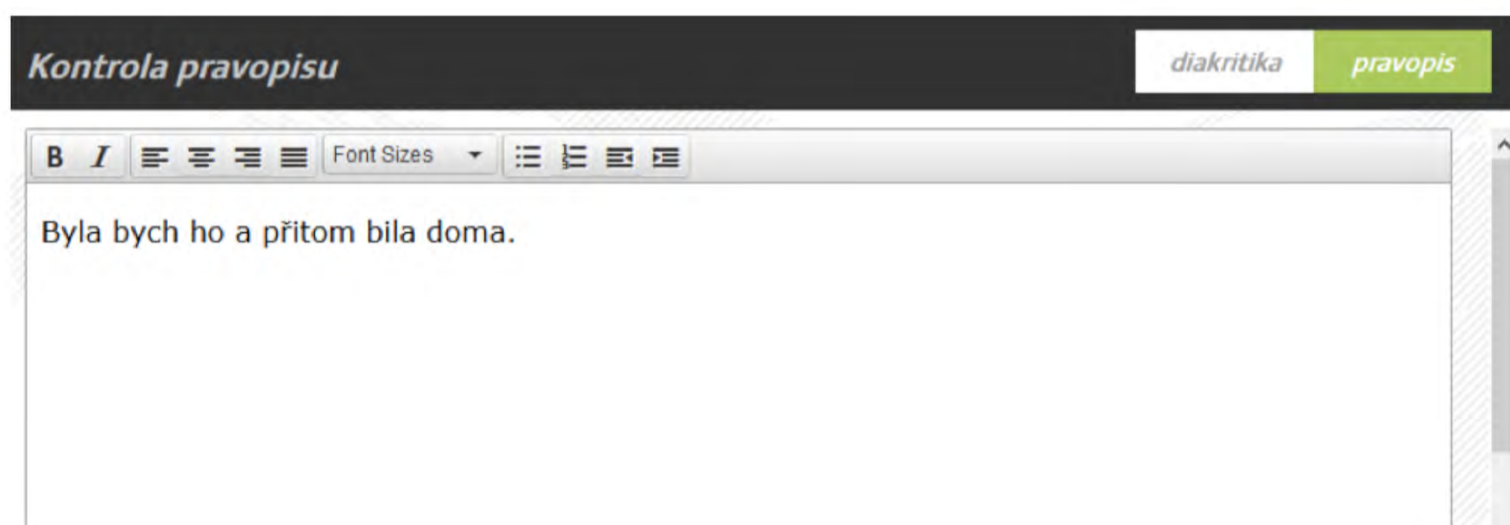 Kontrola pravopisu
diakritika
pravopis
B I
Font Sizes
Byla bych ho a přitom bila doma.